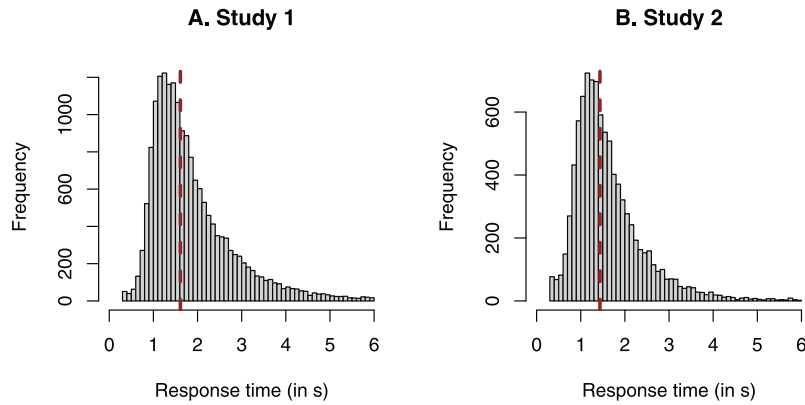 A. Study 1
Frequency
0
200
600
1000
0 1 2 3 4 5 6
Response time (in s)
B. Study 2
Frequency
0
200
400
600
0 1 2 3 4 5 6
Response time (in s)